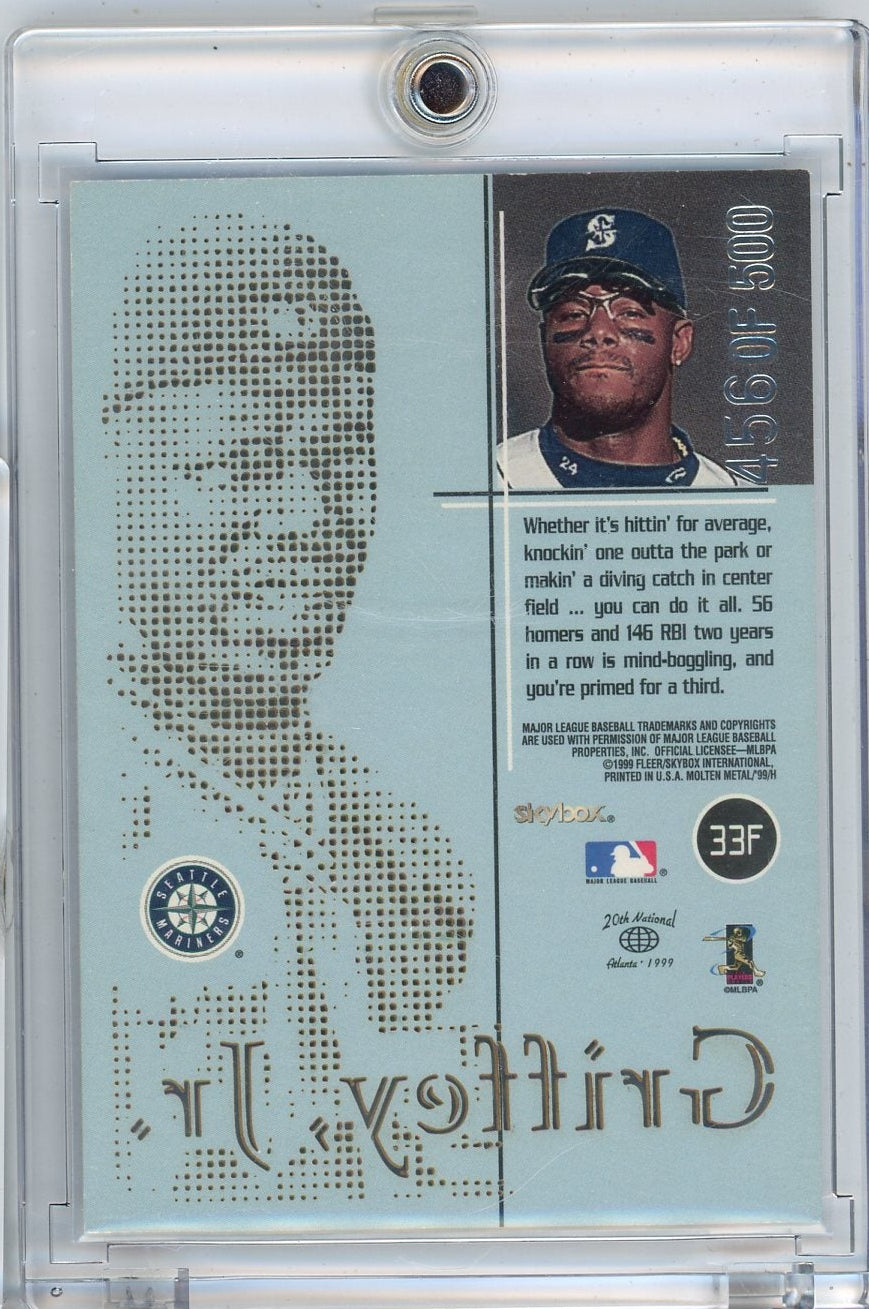 S
456 OF 500
24
Whether it's hittin' for average,
knockin' one outta the park or
makin' a diving catch in center
field ... you can do it all. 56
homers and 146 RBI two years
in a row is mind-boggling, and
you're primed for a third.
MAJOR LEAGUE BASEBALL TRADEMARKS AND COPYRIGHTS
ARE USED WITH PERMISSION OF MAJOR LEAGUE BASEBALL
PROPERTIES, INC. OFFICIAL LICENSEE—MLBPA
©1999 FLEER/SKYBOX INTERNATIONAL,
PRINTED IN U.S.A. MOLTEN METAL/'99/H
skybox®
33F
MAJOR LEAGUE BASEBALL ®
SEATTLE
MARINERS
®
20th National
Atlanta · 1999
PLAYERS
®
©MLBPA
Griffey, Jr.